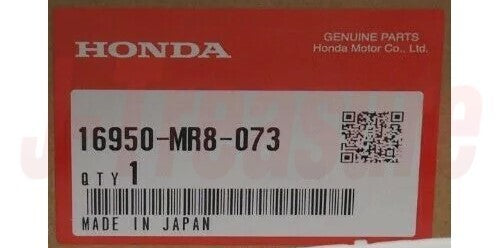 HONDA
GENUINE PARTS
Honda Motor Co., Ltd.
16950-MR8-073
QTY 1
MADE IN JAPAN